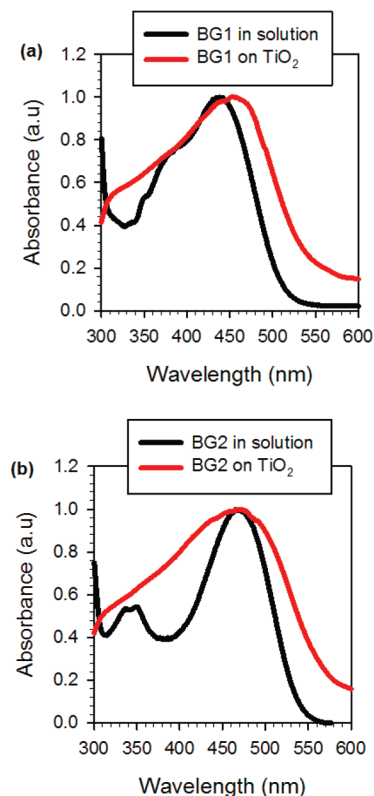 (a)
BG1 in solution
BG1 on TiO₂
Absorbance (a.u)
1.2
1.0
0.8
0.6
0.4
0.2
0.0
300 350 400 450 500 550 600
Wavelength (nm)
(b)
BG2 in solution
BG2 on TiO₂
Absorbance (a.u)
1.2
1.0
0.8
0.6
0.4
0.2
0.0
300 350 400 450 500 550 600
Wavelength (nm)